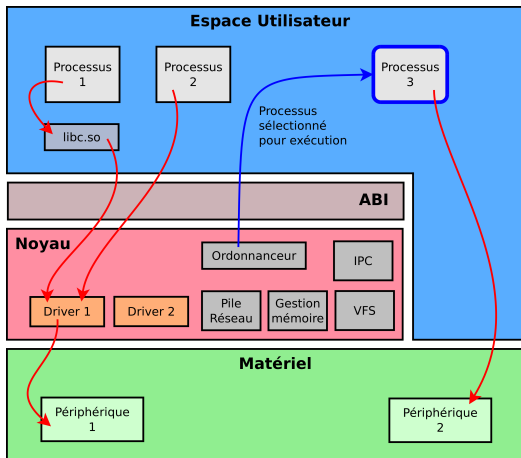 Espace Utilisateur
Processus
1
Processus
2
Processus
3
libc.so
Processus
sélectionné
pour exécution
ABI
Noyau
Ordonnanceur
IPC
Driver 1
Driver 2
Pile
Réseau
Gestion
mémoire
VFS
Matériel
Périphérique
1
Périphérique
2